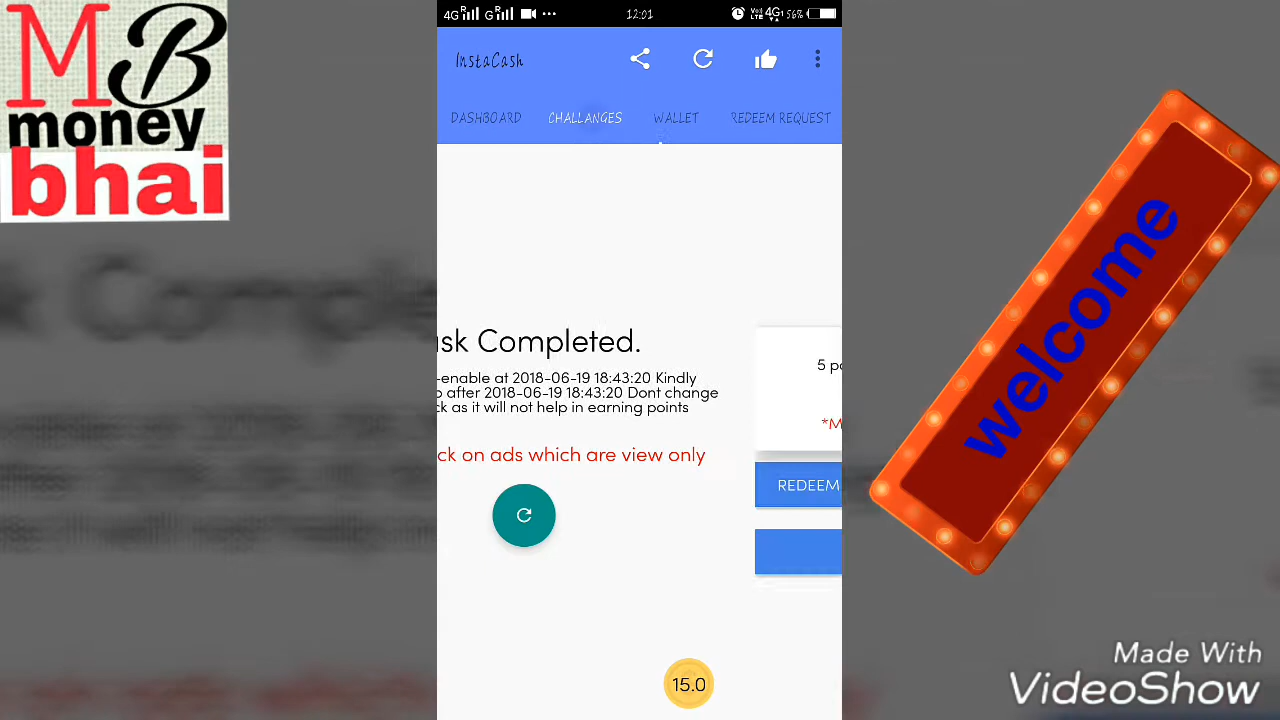 MB
money
bhai
4G R G R ... 12:01 VoLTE 4G 56%
InstaCash
DASHBOARD CHALLANGES WALLET REDEEM REQUEST
sk Completed.
-enable at 2018-06-19 18:43:20 Kindly
after 2018-06-19 18:43:20 Dont change
ck as it will not help in earning points
ck on ads which are view only
5 po
*M
REDEEM
15.0
welcome
Made With
VideoShow